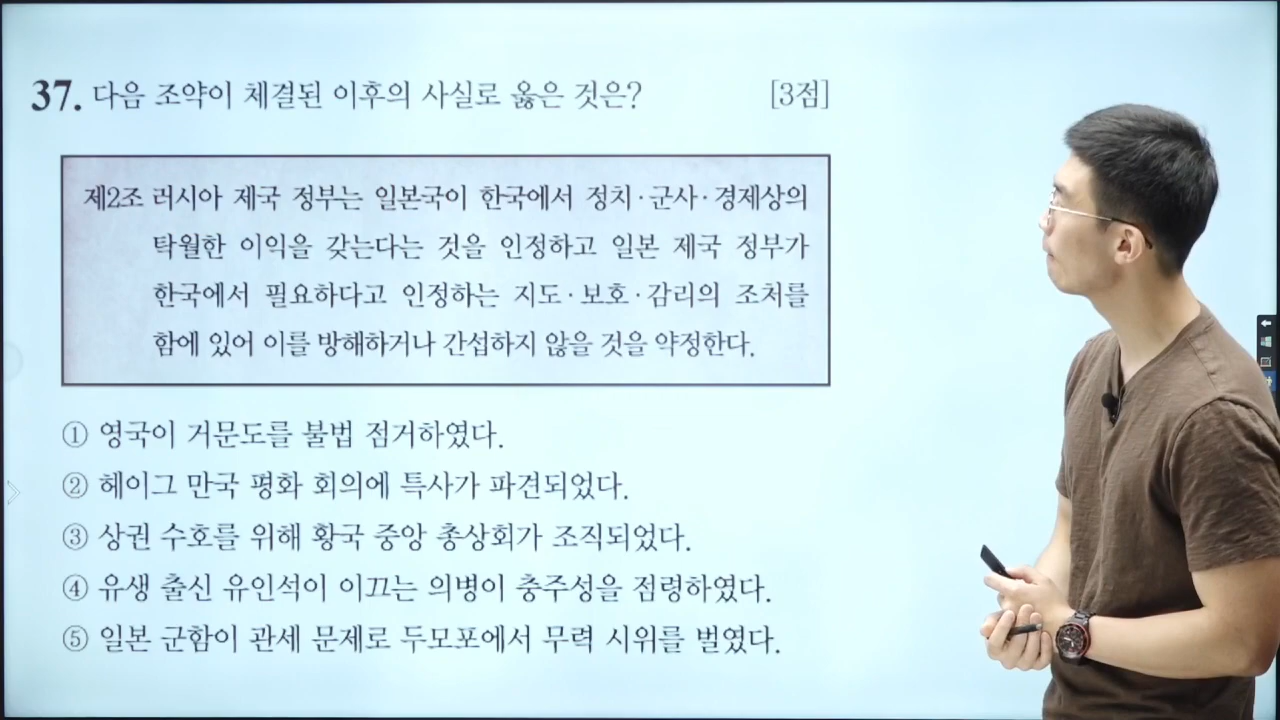 37. 다음 조약이 체결된 이후의 사실로 옳은 것은? [3점]
제2조 러시아 제국 정부는 일본국이 한국에서 정치·군사·경제상의
탁월한 이익을 갖는다는 것을 인정하고 일본 제국 정부가
한국에서 필요하다고 인정하는 지도·보호·감리의 조처를
함에 있어 이를 방해하거나 간섭하지 않을 것을 약정한다.
① 영국이 거문도를 불법 점거하였다.
② 헤이그 만국 평화 회의에 특사가 파견되었다.
③ 상권 수호를 위해 황국 중앙 총상회가 조직되었다.
④ 유생 출신 유인석이 이끄는 의병이 충주성을 점령하였다.
⑤ 일본 군함이 관세 문제로 두모포에서 무력 시위를 벌였다.